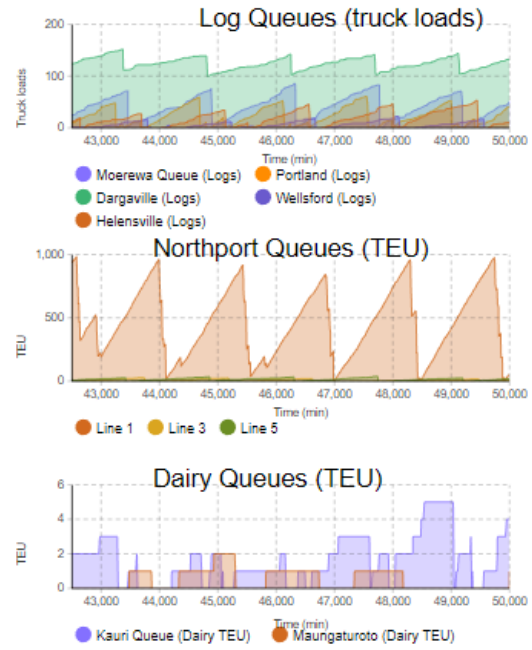 Log Queues (truck loads)
200
100
0
Truck loads
43,000 44,000 45,000 46,000 47,000 48,000 49,000 50,000
Time (min)
Moerewa Queue (Logs) Portland (Logs)
Dargaville (Logs) Wellsford (Logs)
Helensville (Logs)
Northport Queues (TEU)
1,000
500
0
TEU
43,000 44,000 45,000 46,000 47,000 48,000 49,000 50,000
Time (min)
Line 1 Line 3 Line 5
Dairy Queues (TEU)
6
4
2
0
TEU
43,000 44,000 45,000 46,000 47,000 48,000 49,000 50,000
Time (min)
Kauri Queue (Dairy TEU) Maungaturoto (Dairy TEU)